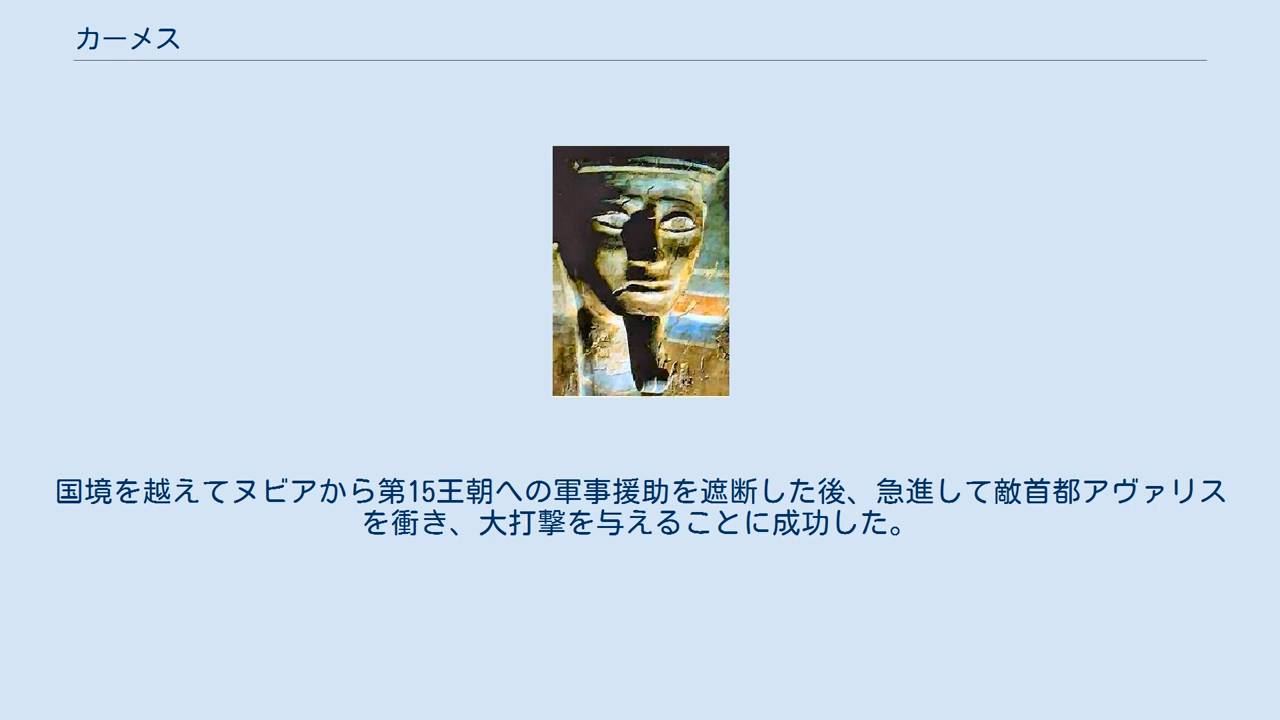 カーメス
国境を越えてヌビアから第15王朝への軍事援助を遮断した後、急進して敵首都アヴァリス
を衝き、大打撃を与えることに成功した。